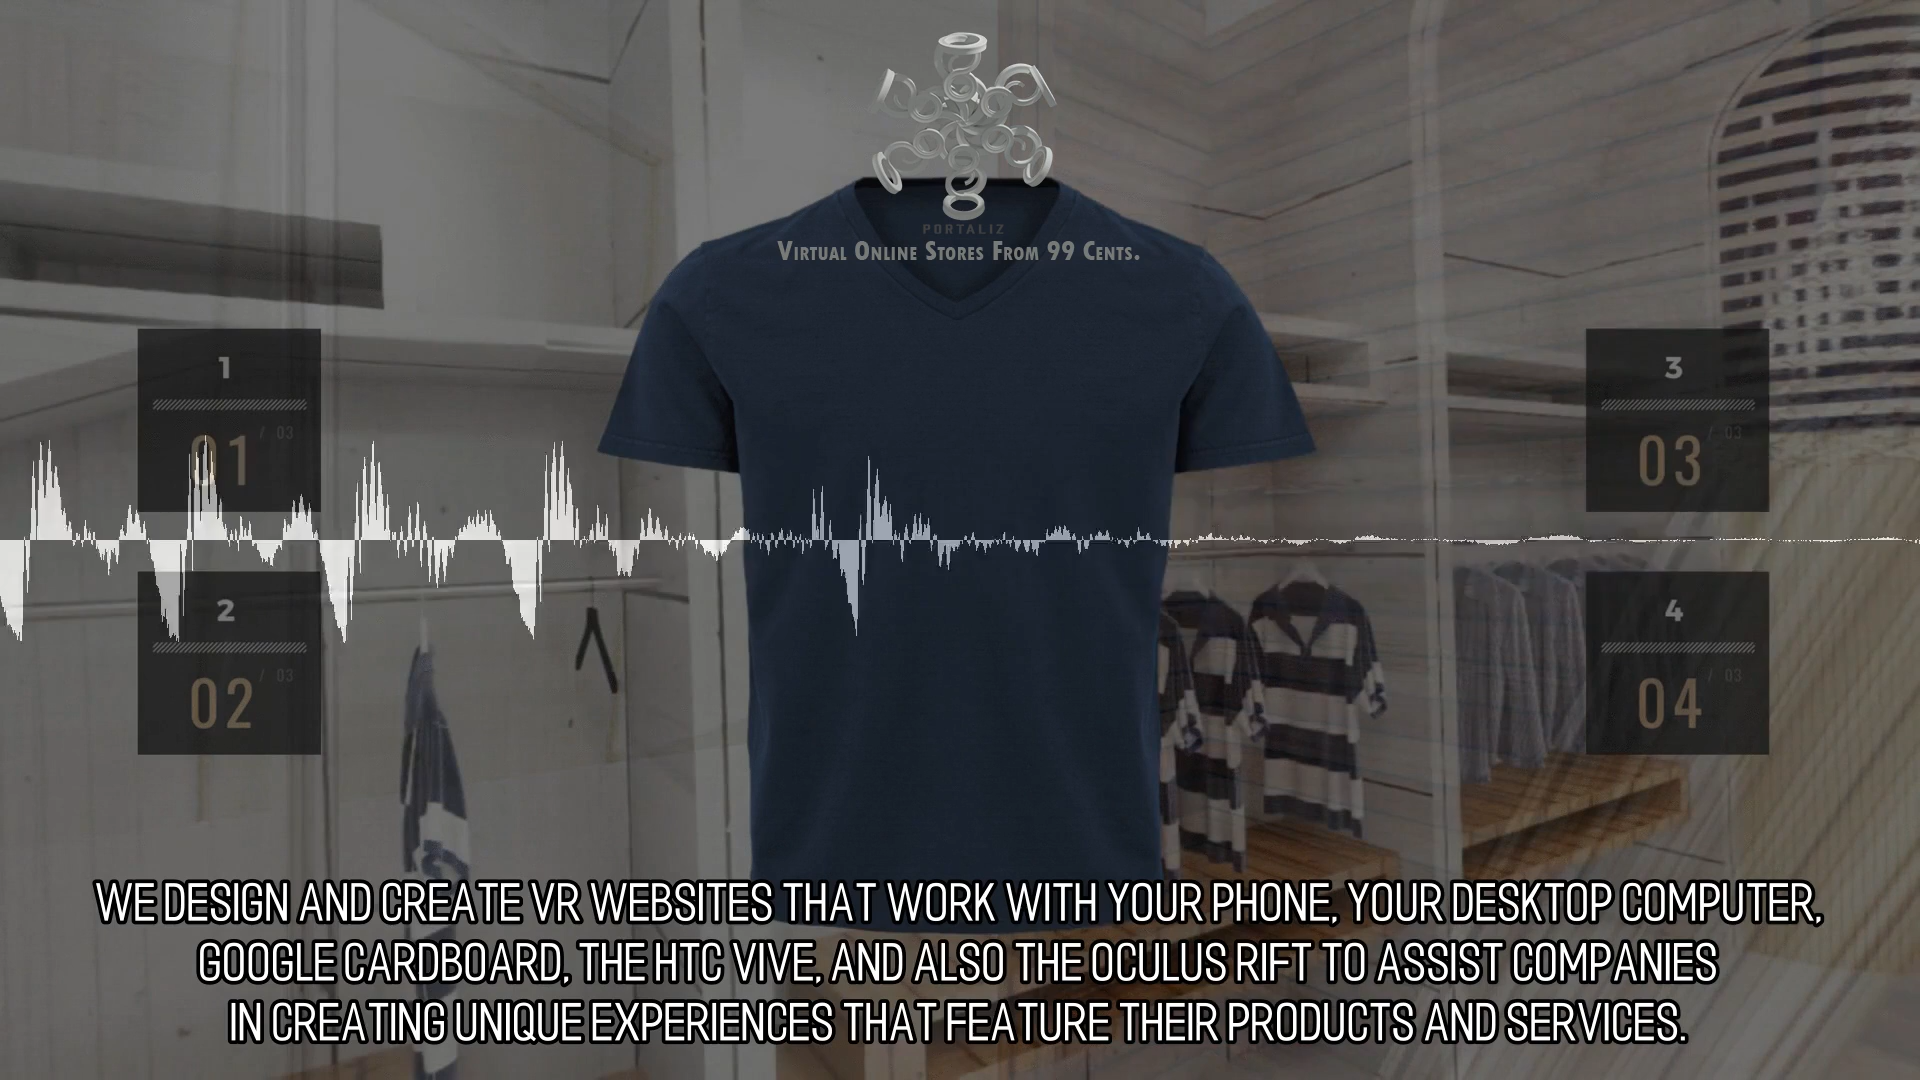 PORTALIZ
Virtual Online Stores From 99 Cents.
1
01 / 03
2
02 / 03
3
03 / 03
4
04 / 03
WE DESIGN AND CREATE VR WEBSITES THAT WORK WITH YOUR PHONE, YOUR DESKTOP COMPUTER,
GOOGLE CARDBOARD, THE HTC VIVE, AND ALSO THE OCULUS RIFT TO ASSIST COMPANIES
IN CREATING UNIQUE EXPERIENCES THAT FEATURE THEIR PRODUCTS AND SERVICES.